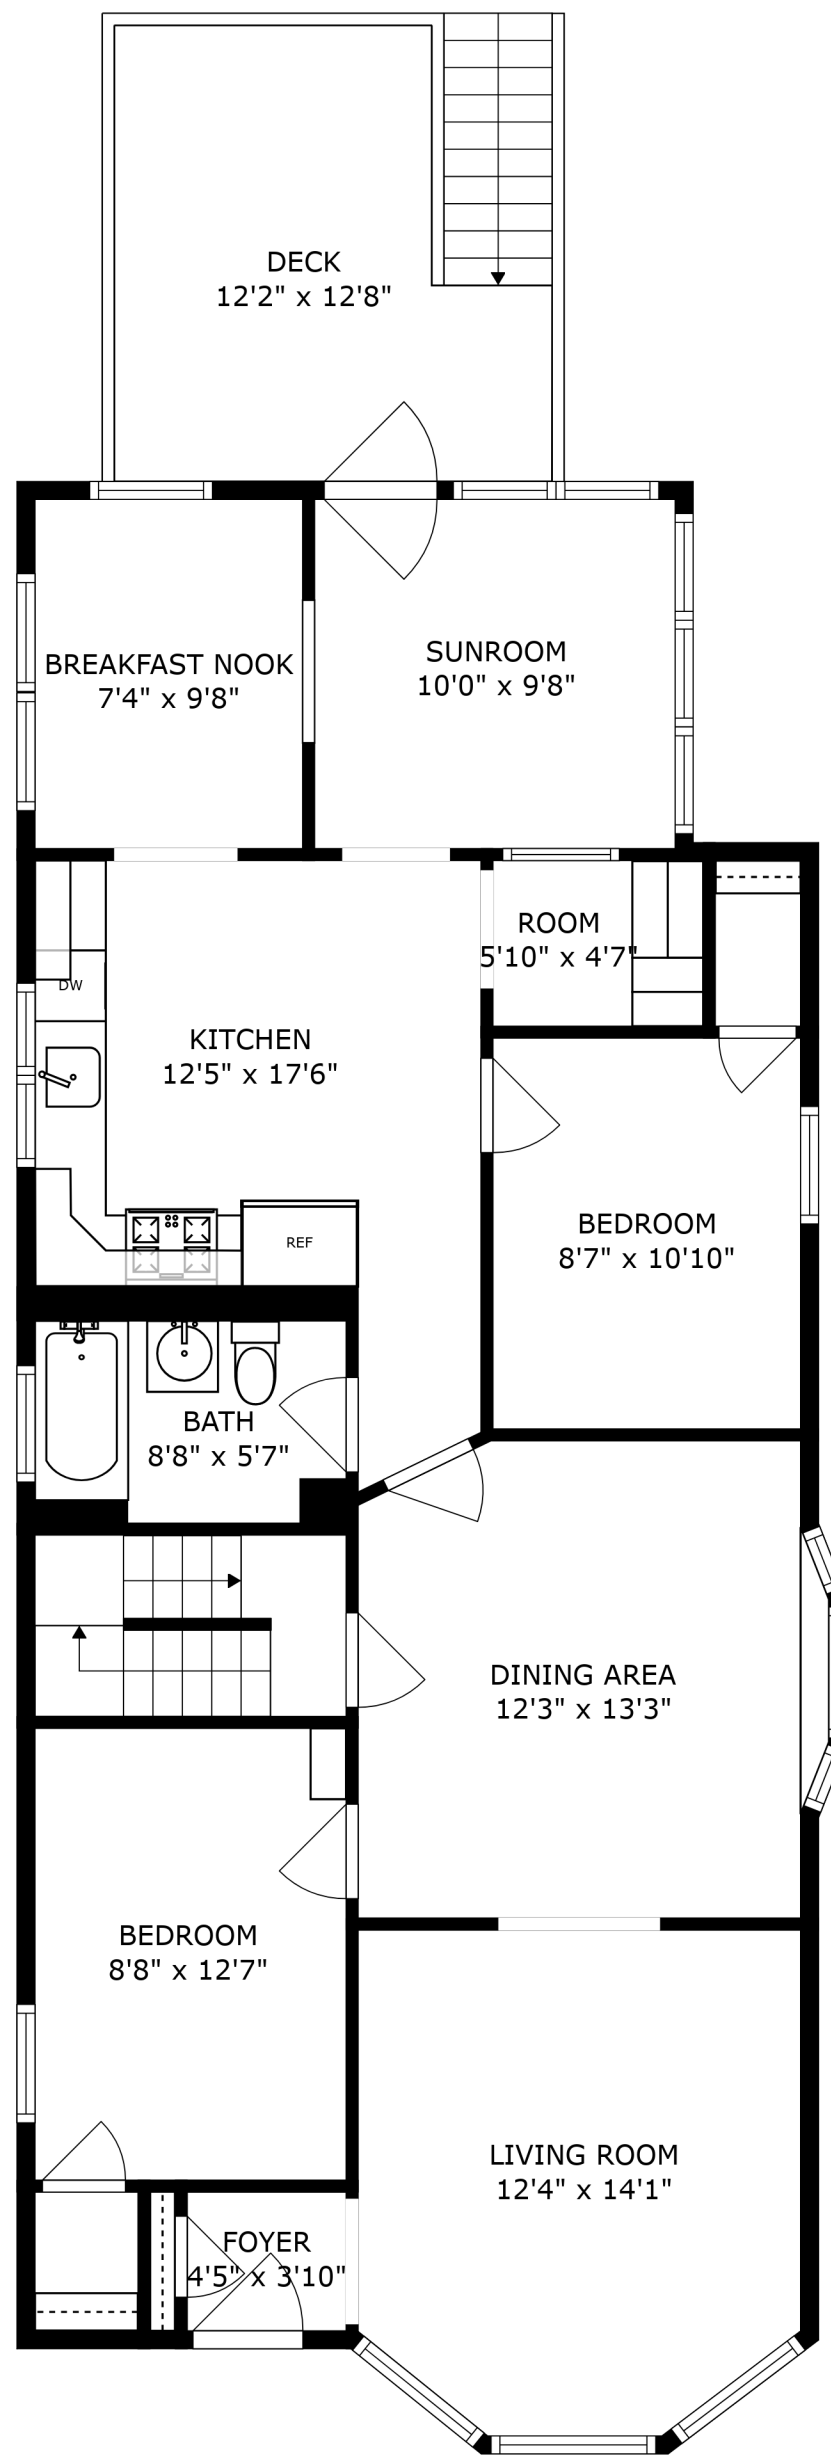 DECK
12'2" x 12'8"
BREAKFAST NOOK
7'4" x 9'8"
SUNROOM
10'0" x 9'8"
ROOM
5'10" x 4'7"
DW
KITCHEN
12'5" x 17'6"
REF
BEDROOM
8'7" x 10'10"
BATH
8'8" x 5'7"
DINING AREA
12'3" x 13'3"
BEDROOM
8'8" x 12'7"
LIVING ROOM
12'4" x 14'1"
FOYER
4'5" x 3'10"